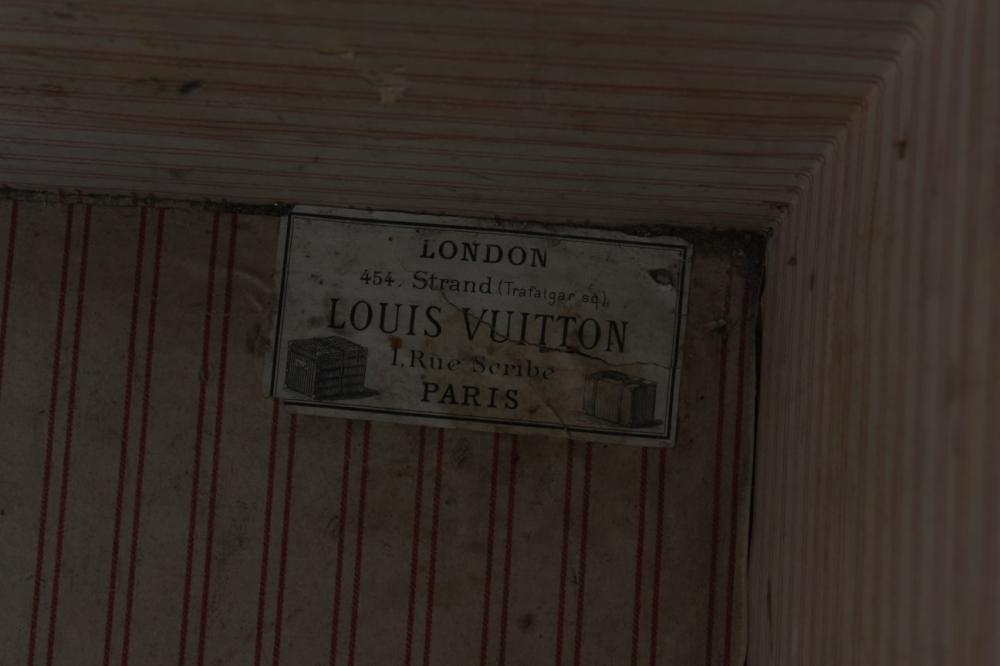 LONDON
454, Strand (Trafalgar sq)
LOUIS VUITTON
1, Rue Scribe
PARIS